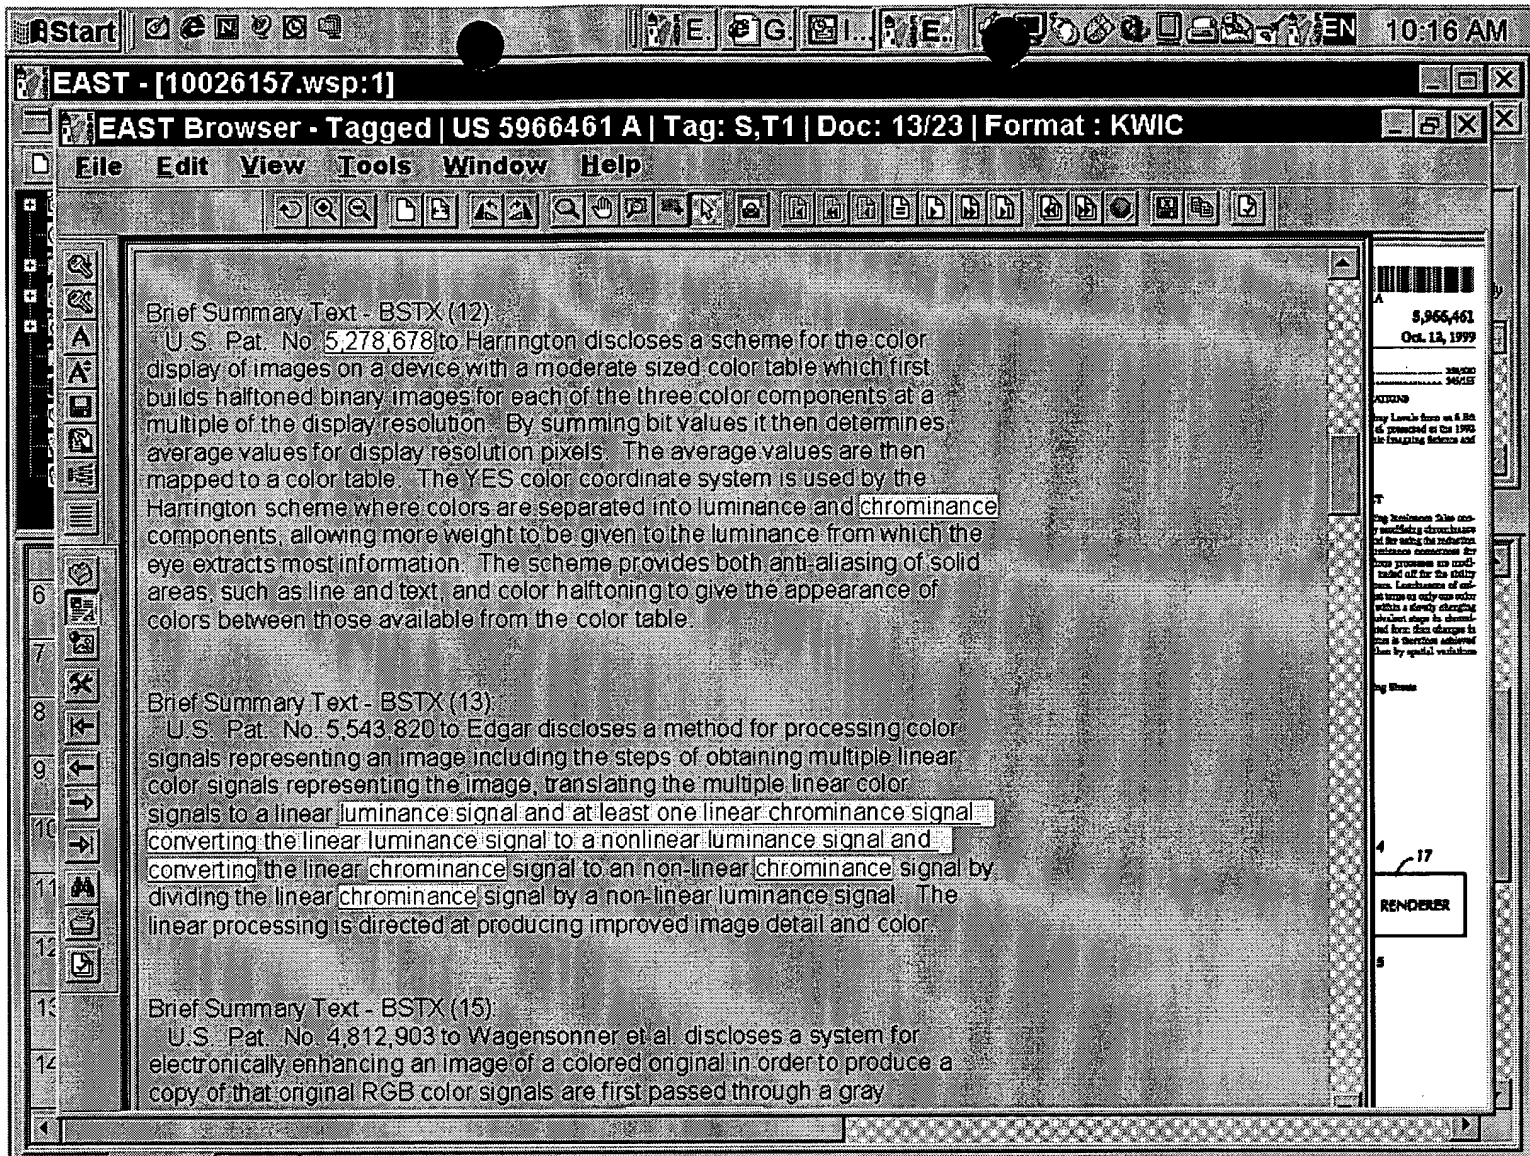 Start E. G. I... E. EN 10:16 AM
EAST - [10026157.wsp:1]
EAST Browser - Tagged | US 5966461 A | Tag: S,T1 | Doc: 13/23 | Format : KWIC
File Edit View Tools Window Help
Brief Summary Text - BSTX (12):
U.S. Pat. No. 5,278,678 to Harrington discloses a scheme for the color
display of images on a device with a moderate sized color table which first
builds halftoned binary images for each of the three color components at a
multiple of the display resolution. By summing bit values it then determines
average values for display resolution pixels. The average values are then
mapped to a color table. The YES color coordinate system is used by the
Harrington scheme where colors are separated into luminance and chrominance
components, allowing more weight to be given to the luminance from which the
eye extracts most information. The scheme provides both anti-aliasing of solid
areas, such as line and text, and color halftoning to give the appearance of
colors between those available from the color table.
Brief Summary Text - BSTX (13):
U.S. Pat. No. 5,543,820 to Edgar discloses a method for processing color
signals representing an image including the steps of obtaining multiple linear
color signals representing the image, translating the multiple linear color
signals to a linear luminance signal and at least one linear chrominance signal
converting the linear luminance signal to a nonlinear luminance signal and
converting the linear chrominance signal to an non-linear chrominance signal by
dividing the linear chrominance signal by a non-linear luminance signal. The
linear processing is directed at producing improved image detail and color.
Brief Summary Text - BSTX (15):
U.S. Pat. No. 4,812,903 to Wagensonner et al. discloses a system for
electronically enhancing an image of a colored original in order to produce a
copy of that original RGB color signals are first passed through a gray
6
7
8
9
10
11
12
13
14
A
5,966,461
Oct. 12, 1999
4
17
RENDERER
5